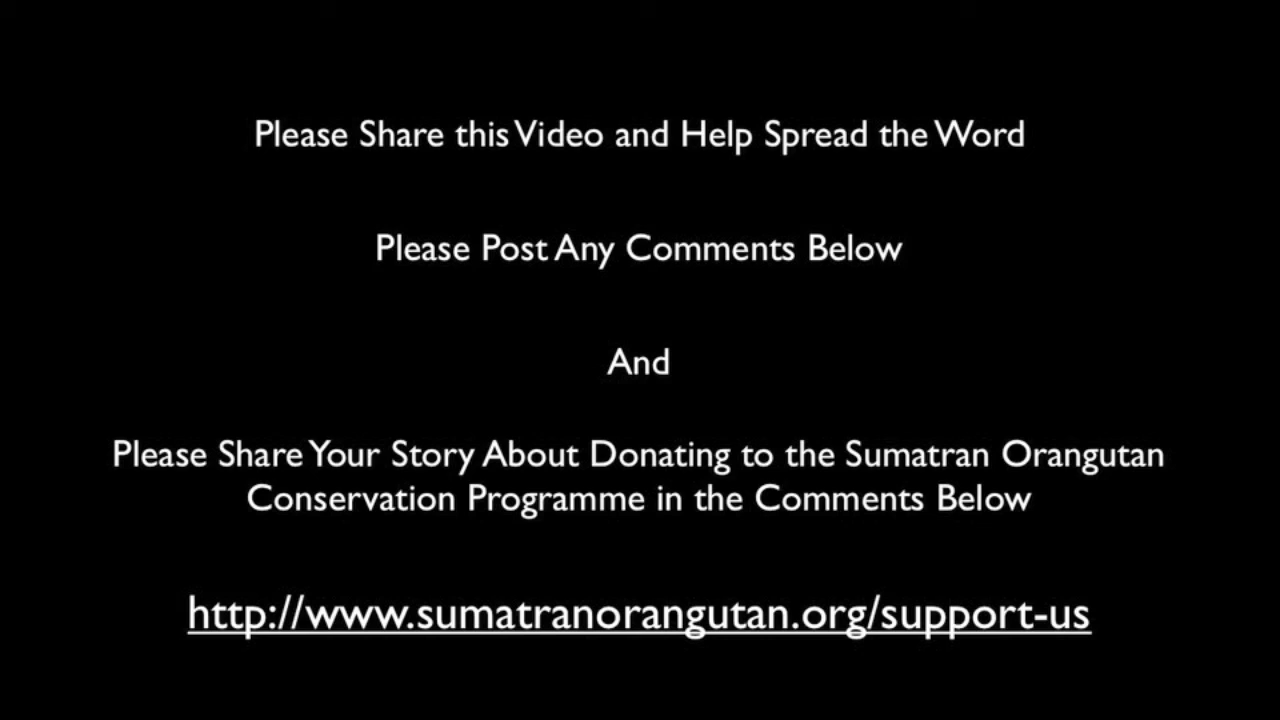 Please Share this Video and Help Spread the Word
Please Post Any Comments Below
And
Please Share Your Story About Donating to the Sumatran Orangutan
Conservation Programme in the Comments Below
http://www.sumatranorangutan.org/support-us